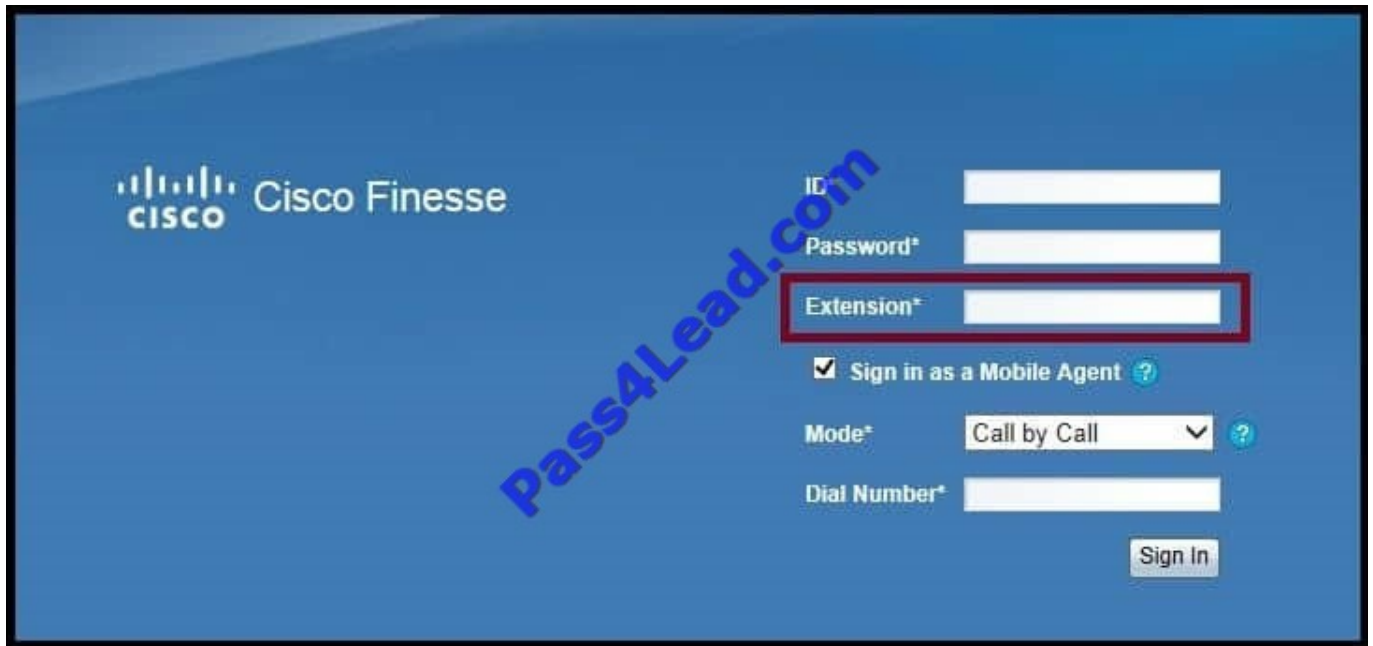 CISCO Cisco Finesse
ID*
Password*
Extension*
Sign in as a Mobile Agent ?
Mode* Call by Call ?
Dial Number*
Sign In
Pass4Lead.com